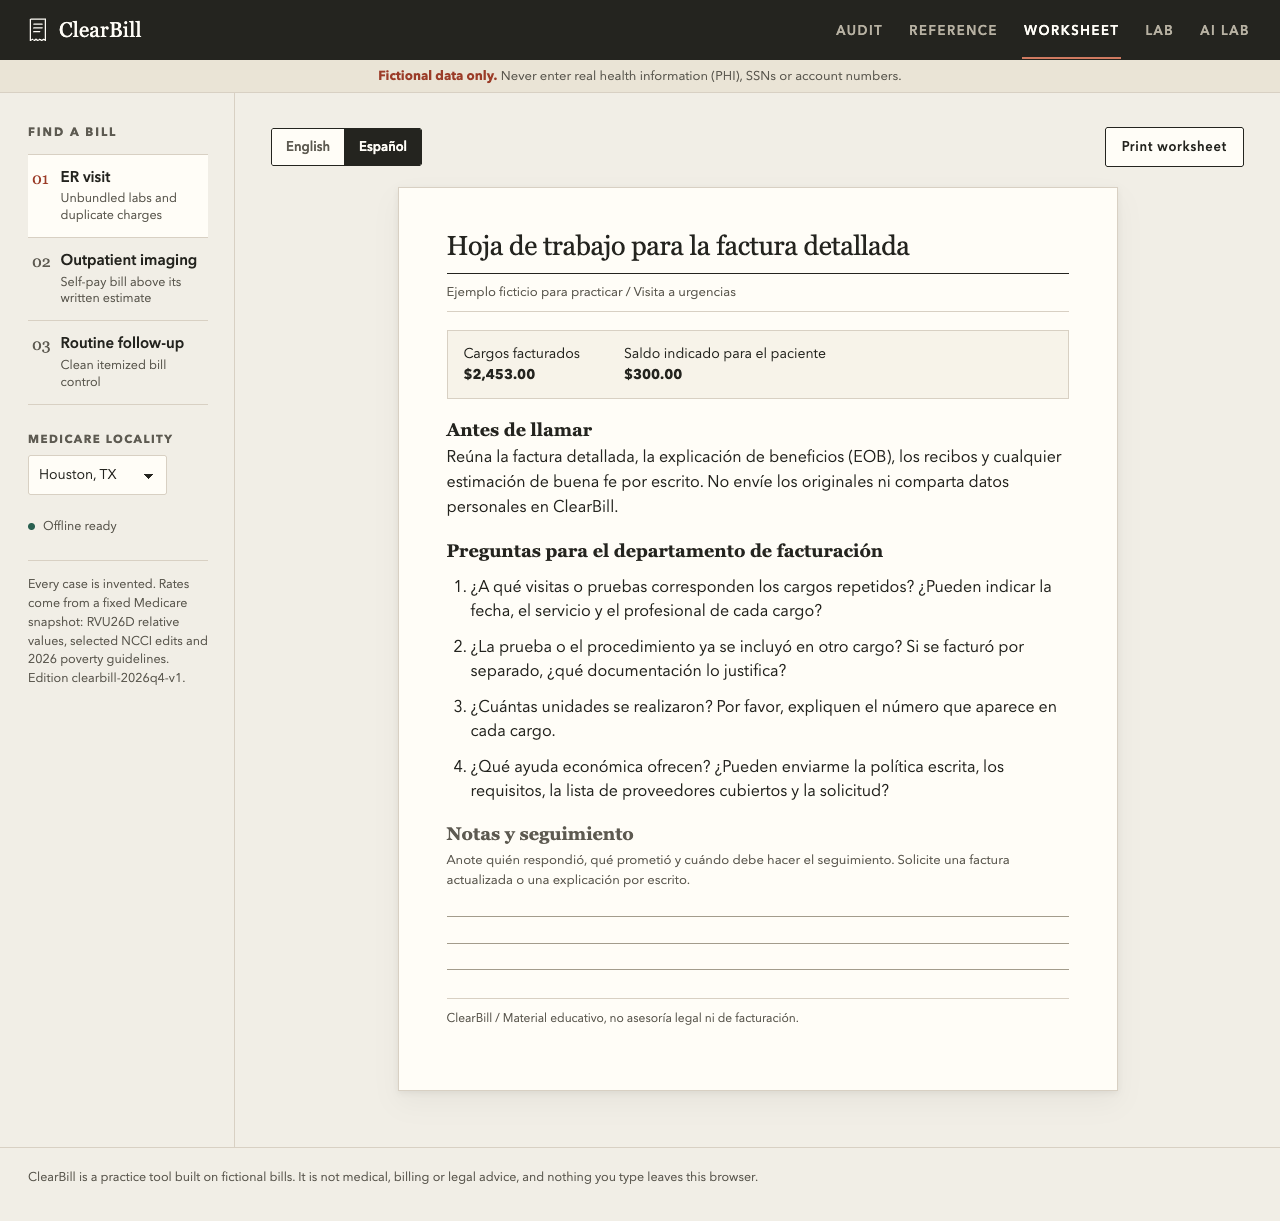 ClearBill
AUDIT
REFERENCE
WORKSHEET
LAB
AI LAB
Fictional data only. Never enter real health information (PHI), SSNs or account numbers.
FIND A BILL
01 ER visit
Unbundled labs and
duplicate charges
02 Outpatient imaging
Self-pay bill above its
written estimate
03 Routine follow-up
Clean itemized bill
control
MEDICARE LOCALITY
Houston, TX
Offline ready
Every case is invented. Rates
come from a fixed Medicare
snapshot: RVU26D relative
values, selected NCCI edits and
2026 poverty guidelines.
Edition clearbill-2026q4-v1.
English
Español
Print worksheet
Hoja de trabajo para la factura detallada
Ejemplo ficticio para practicar / Visita a urgencias
Cargos facturados
$2,453.00
Saldo indicado para el paciente
$300.00
Antes de llamar
Reúna la factura detallada, la explicación de beneficios (EOB), los recibos y cualquier
estimación de buena fe por escrito. No envíe los originales ni comparta datos
personales en ClearBill.
Preguntas para el departamento de facturación
1. ¿A qué visitas o pruebas corresponden los cargos repetidos? ¿Pueden indicar la
fecha, el servicio y el profesional de cada cargo?
2. ¿La prueba o el procedimiento ya se incluyó en otro cargo? Si se facturó por
separado, ¿qué documentación lo justifica?
3. ¿Cuántas unidades se realizaron? Por favor, expliquen el número que aparece en
cada cargo.
4. ¿Qué ayuda económica ofrecen? ¿Pueden enviarme la política escrita, los
requisitos, la lista de proveedores cubiertos y la solicitud?
Notas y seguimiento
Anote quién respondió, qué prometió y cuándo debe hacer el seguimiento. Solicite una factura
actualizada o una explicación por escrito.
ClearBill / Material educativo, no asesoría legal ni de facturación.
ClearBill is a practice tool built on fictional bills. It is not medical, billing or legal advice, and nothing you type leaves this browser.